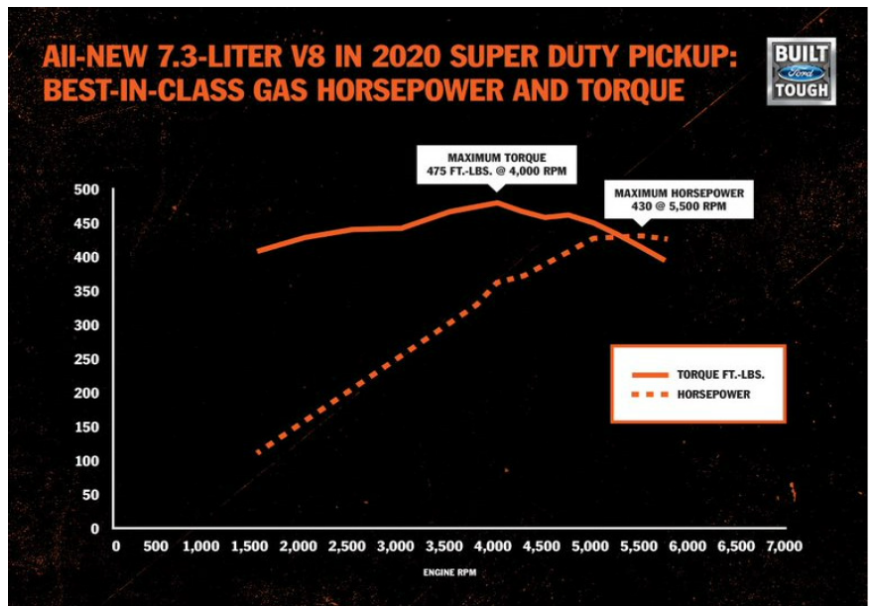 All-NEW 7.3-LITER V8 IN 2020 SUPER DUTY PICKUP:
BEST-IN-CLASS GAS HORSEPOWER AND TORQUE
BUILT
Ford
TOUGH
MAXIMUM TORQUE
475 FT.-LBS. @ 4,000 RPM
MAXIMUM HORSEPOWER
430 @ 5,500 RPM
500
450
400
350
300
250
200
150
100
50
0
TORQUE FT.-LBS.
HORSEPOWER
0 500 1,000 1,500 2,000 2,500 3,000 3,500 4,000 4,500 5,000 5,500 6,000 6,500 7,000
ENGINE RPM